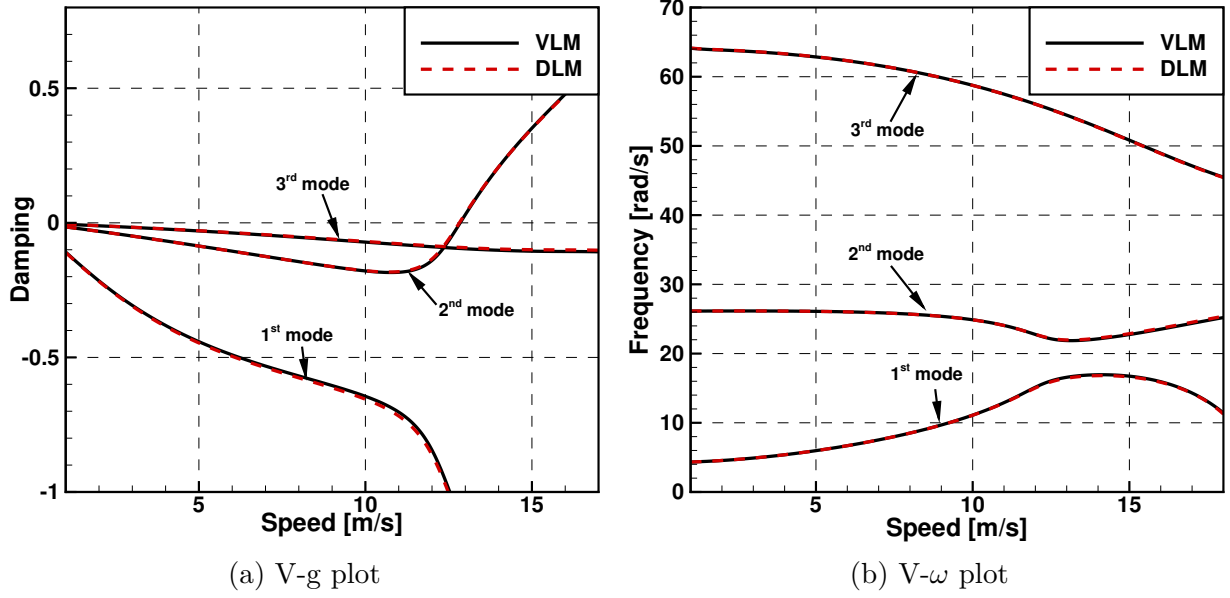 VLM
DLM
0.5
0
-0.5
-1
Damping
3rd mode
2nd mode
1st mode
5
10
15
Speed [m/s]
(a) V-g plot
VLM
DLM
70
60
50
40
30
20
10
0
Frequency [rad/s]
3rd mode
2nd mode
1st mode
5
10
15
Speed [m/s]
(b) V-ω plot